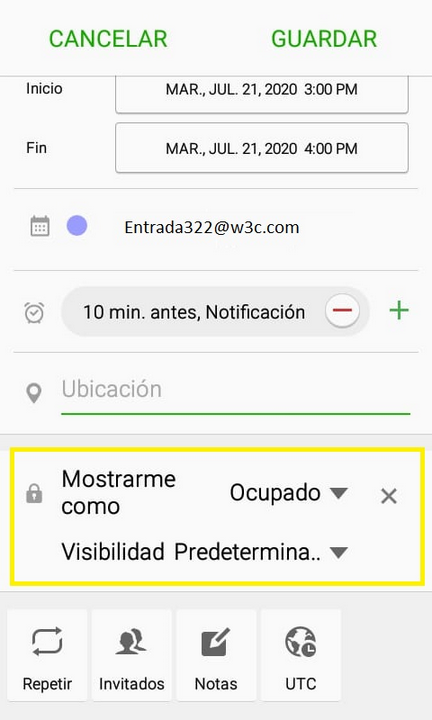 CANCELAR GUARDAR
Inicio MAR., JUL. 21, 2020 3:00 PM
Fin MAR., JUL. 21, 2020 4:00 PM
Entrada322@w3c.com
10 min. antes, Notificación
Ubicación
Mostrarme como Ocupado
Visibilidad Predetermina..
Repetir Invitados Notas UTC